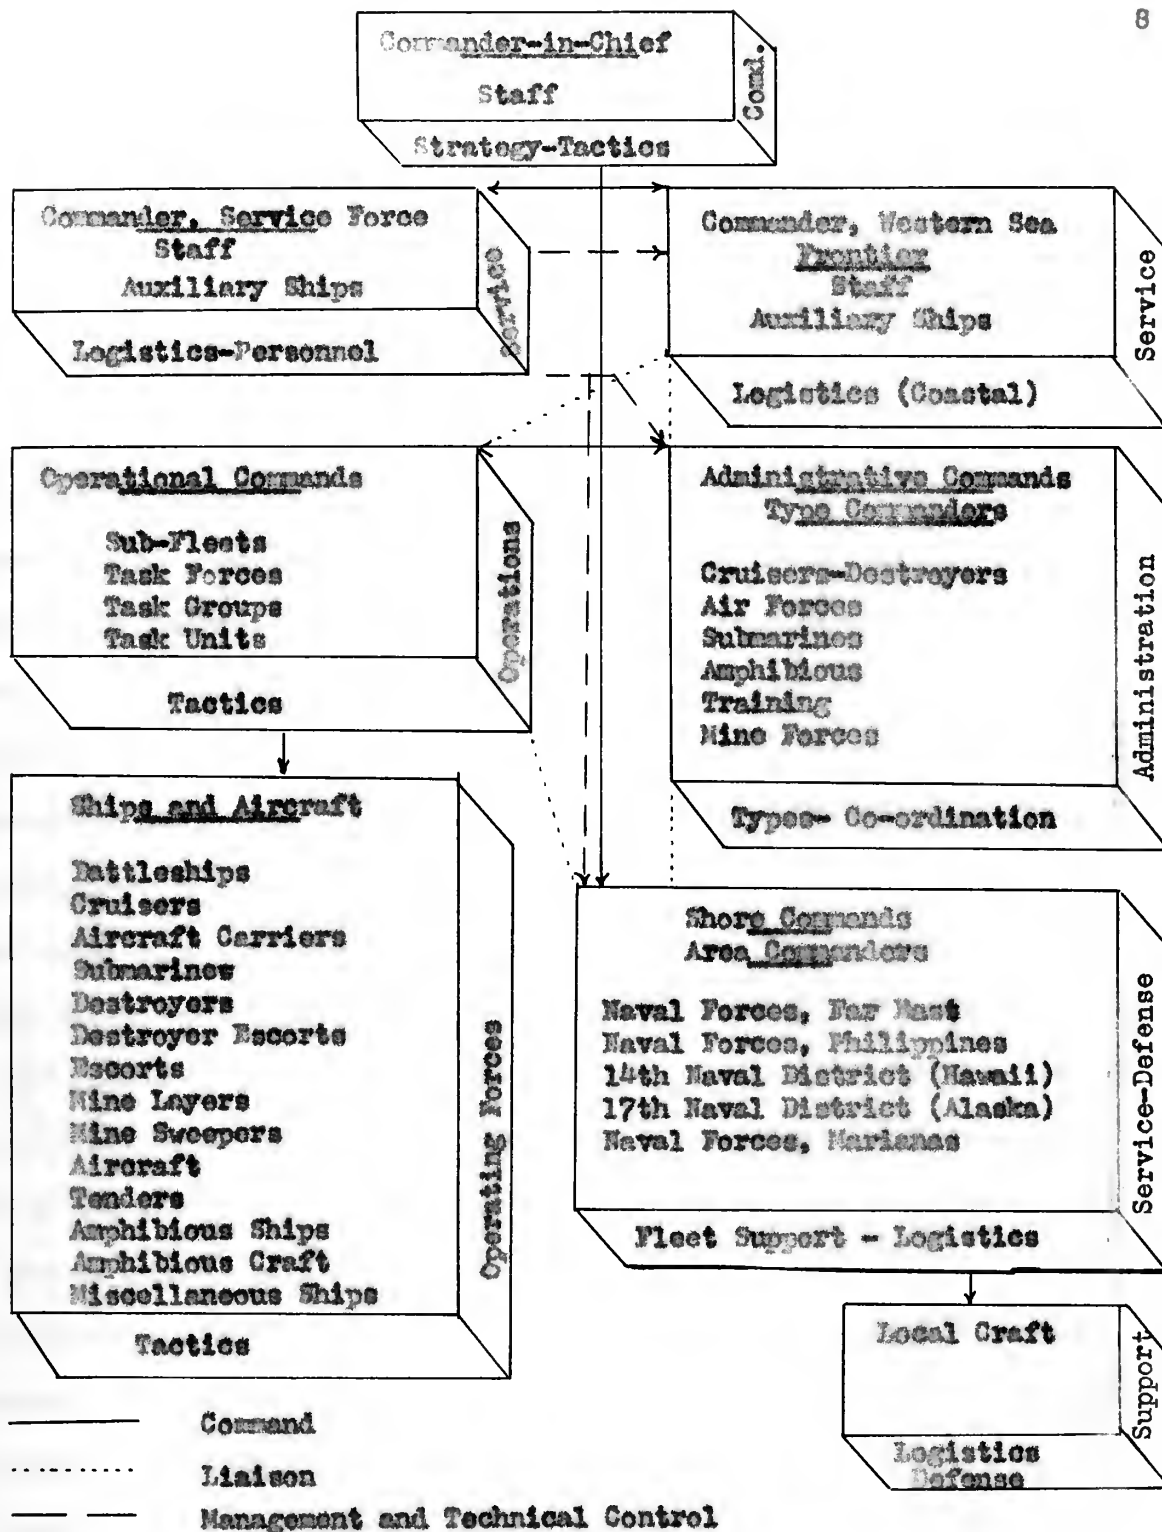 8
Commander-in-Chief
Staff
Comd.
Strategy-Tactics
Commander, Service Force
Staff
Auxiliary Ships
Service
Logistics-Personnel
Commander, Western Sea
Frontier
Staff
Auxiliary Ships
Service
Logistics (Coastal)
Operational Commands
Sub-Fleets
Task Forces
Task Groups
Task Units
Operations
Tactics
Administrative Commands
Type Commanders
Cruisers-Destroyers
Air Forces
Submarines
Amphibious
Training
Mine Forces
Administration
Types- Co-ordination
Ships and Aircraft
Battleships
Cruisers
Aircraft Carriers
Submarines
Destroyers
Destroyer Escorts
Escorts
Mine Layers
Mine Sweepers
Aircraft
Tenders
Amphibious Ships
Amphibious Craft
Miscellaneous Ships
Operating Forces
Tactics
Shore Commands
Area Commanders
Naval Forces, Far East
Naval Forces, Philippines
14th Naval District (Hawaii)
17th Naval District (Alaska)
Naval Forces, Marianas
Service-Defense
Fleet Support - Logistics
Local Craft
Support
Logistics
Defense
Command
Liaison
Management and Technical Control